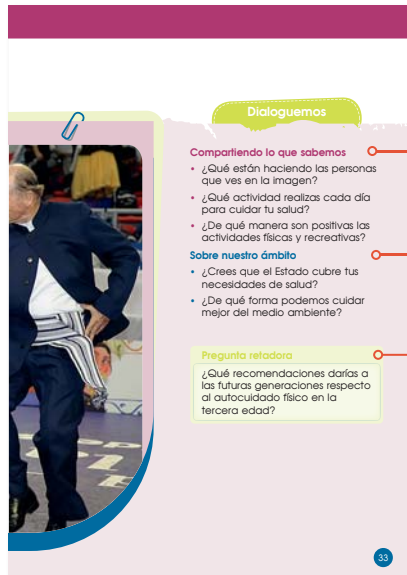 Dialoguemos
Compartiendo lo que sabemos
• ¿Qué están haciendo las personas
que ves en la imagen?
• ¿Qué actividad realizas cada día
para cuidar tu salud?
• ¿De qué manera son positivas las
actividades físicas y recreativas?
Sobre nuestro ámbito
• ¿Crees que el Estado cubre tus
necesidades de salud?
• ¿De qué forma podemos cuidar
mejor del medio ambiente?
Pregunta retadora
¿Qué recomendaciones darías a
las futuras generaciones respecto
al autocuidado físico en la
tercera edad?
33